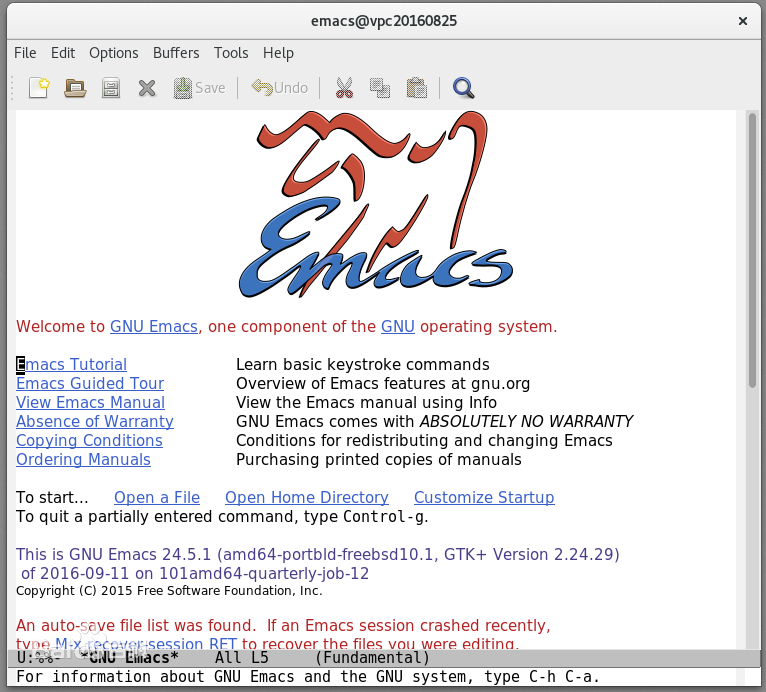 emacs@vpc20160825 ×
File Edit Options Buffers Tools Help
Save Undo
Emacs
Welcome to GNU Emacs, one component of the GNU operating system.
Emacs Tutorial Learn basic keystroke commands
Emacs Guided Tour Overview of Emacs features at gnu.org
View Emacs Manual View the Emacs manual using Info
Absence of Warranty GNU Emacs comes with ABSOLUTELY NO WARRANTY
Copying Conditions Conditions for redistributing and changing Emacs
Ordering Manuals Purchasing printed copies of manuals
To start... Open a File Open Home Directory Customize Startup
To quit a partially entered command, type Control-g.
This is GNU Emacs 24.5.1 (amd64-portbld-freebsd10.1, GTK+ Version 2.24.29)
of 2016-09-11 on 101amd64-quarterly-job-12
Copyright (C) 2015 Free Software Foundation, Inc.
An auto-save file list was found. If an Emacs session crashed recently,
type M-x recover-session RET to recover the files you were editing.
U:%%- *GNU Emacs* All L5 (Fundamental)
For information about GNU Emacs and the GNU system, type C-h C-a.